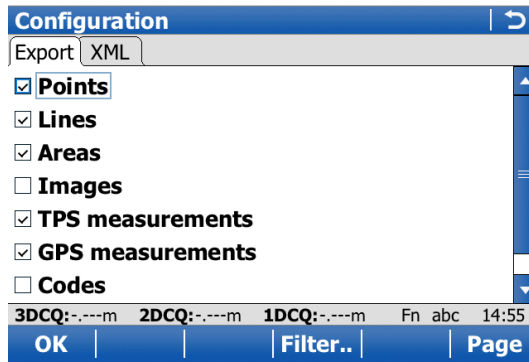 Configuration
Export XML
Points
Lines
Areas
Images
TPS measurements
GPS measurements
Codes
3DCQ:-.---m 2DCQ:-.---m 1DCQ:-.---m Fn abc 14:55
OK Filter.. Page